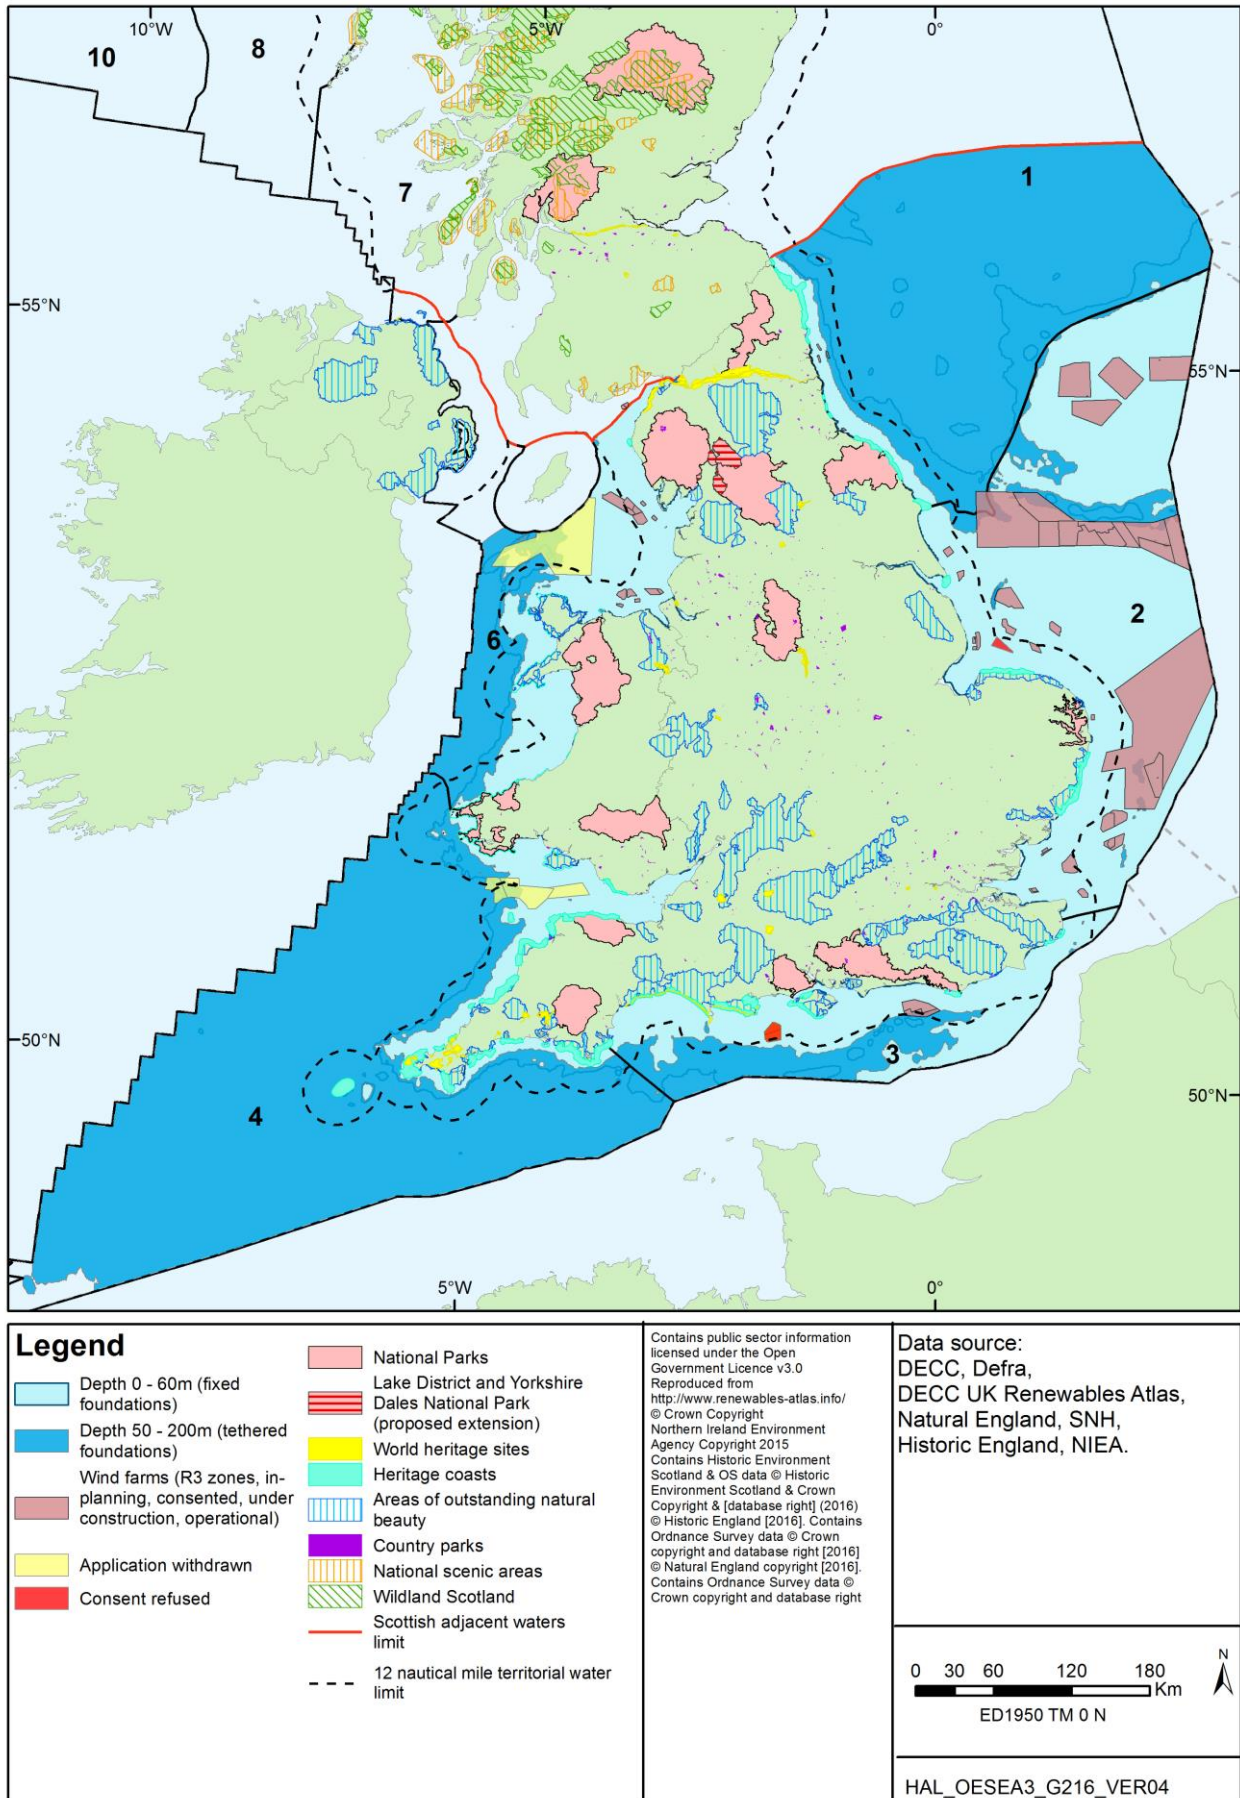 10°W
5°W
0°
10
8
1
7
55°N
55°N
2
6
50°N
3
4
50°N
5°W
0°
Legend
Depth 0 - 60m (fixed
foundations)
Depth 50 - 200m (tethered
foundations)
Wind farms (R3 zones, in-
planning, consented, under
construction, operational)
Application withdrawn
Consent refused
National Parks
Lake District and Yorkshire
Dales National Park
(proposed extension)
World heritage sites
Heritage coasts
Areas of outstanding natural
beauty
Country parks
National scenic areas
Wildland Scotland
Scottish adjacent waters
limit
12 nautical mile territorial water
limit
Contains public sector information
licensed under the Open
Government Licence v3.0
Reproduced from
http://www.renewables-atlas.info/
© Crown Copyright
Northern Ireland Environment
Agency Copyright 2015
Contains Historic Environment
Scotland & OS data © Historic
Environment Scotland & Crown
Copyright & [database right] (2016)
© Historic England [2016]. Contains
Ordnance Survey data © Crown
copyright and database right [2016]
© Natural England copyright [2016].
Contains Ordnance Survey data ©
Crown copyright and database right
Data source:
DECC, Defra,
DECC UK Renewables Atlas,
Natural England, SNH,
Historic England, NIEA.
N
0 30 60 120 180
Km
ED1950 TM 0 N
HAL_OESEA3_G216_VER04